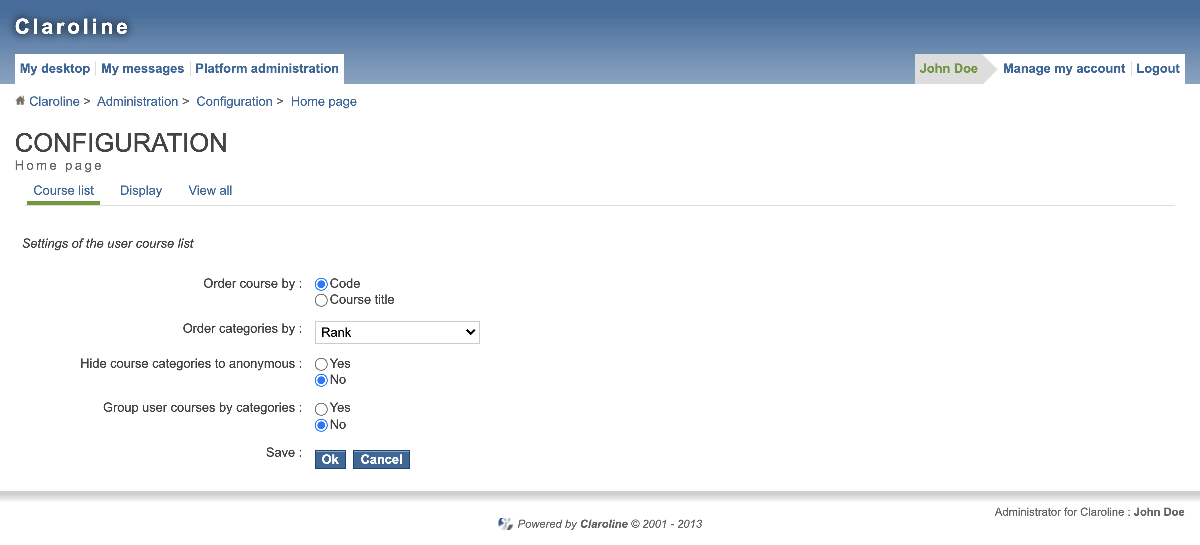 Claroline
My desktop My messages Platform administration John Doe Manage my account Logout
Claroline > Administration > Configuration > Home page
CONFIGURATION
Home page
Course list Display View all
Settings of the user course list
Order course by : Code
Course title
Order categories by : Rank
Hide course categories to anonymous : Yes
No
Group user courses by categories : Yes
No
Save : Ok Cancel
Administrator for Claroline : John Doe
Powered by Claroline © 2001 - 2013